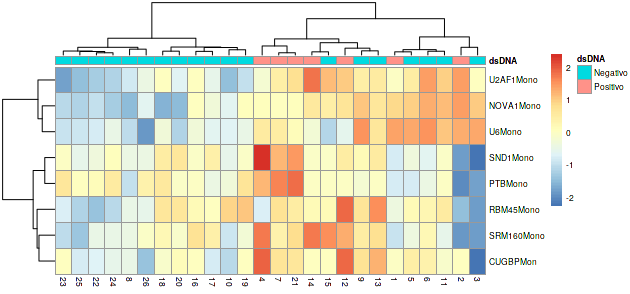 dsDNA
U2AF1Mono
NOVA1Mono
U6Mono
SND1Mono
PTBMono
RBM45Mono
SRM160Mono
CUGBPMon
23 25 22 24 8 26 18 20 16 17 10 19 4 7 21 14 15 12 9 13 1 5 6 11 2 3
2
1
0
-1
-2
dsDNA
Negativo
Positivo